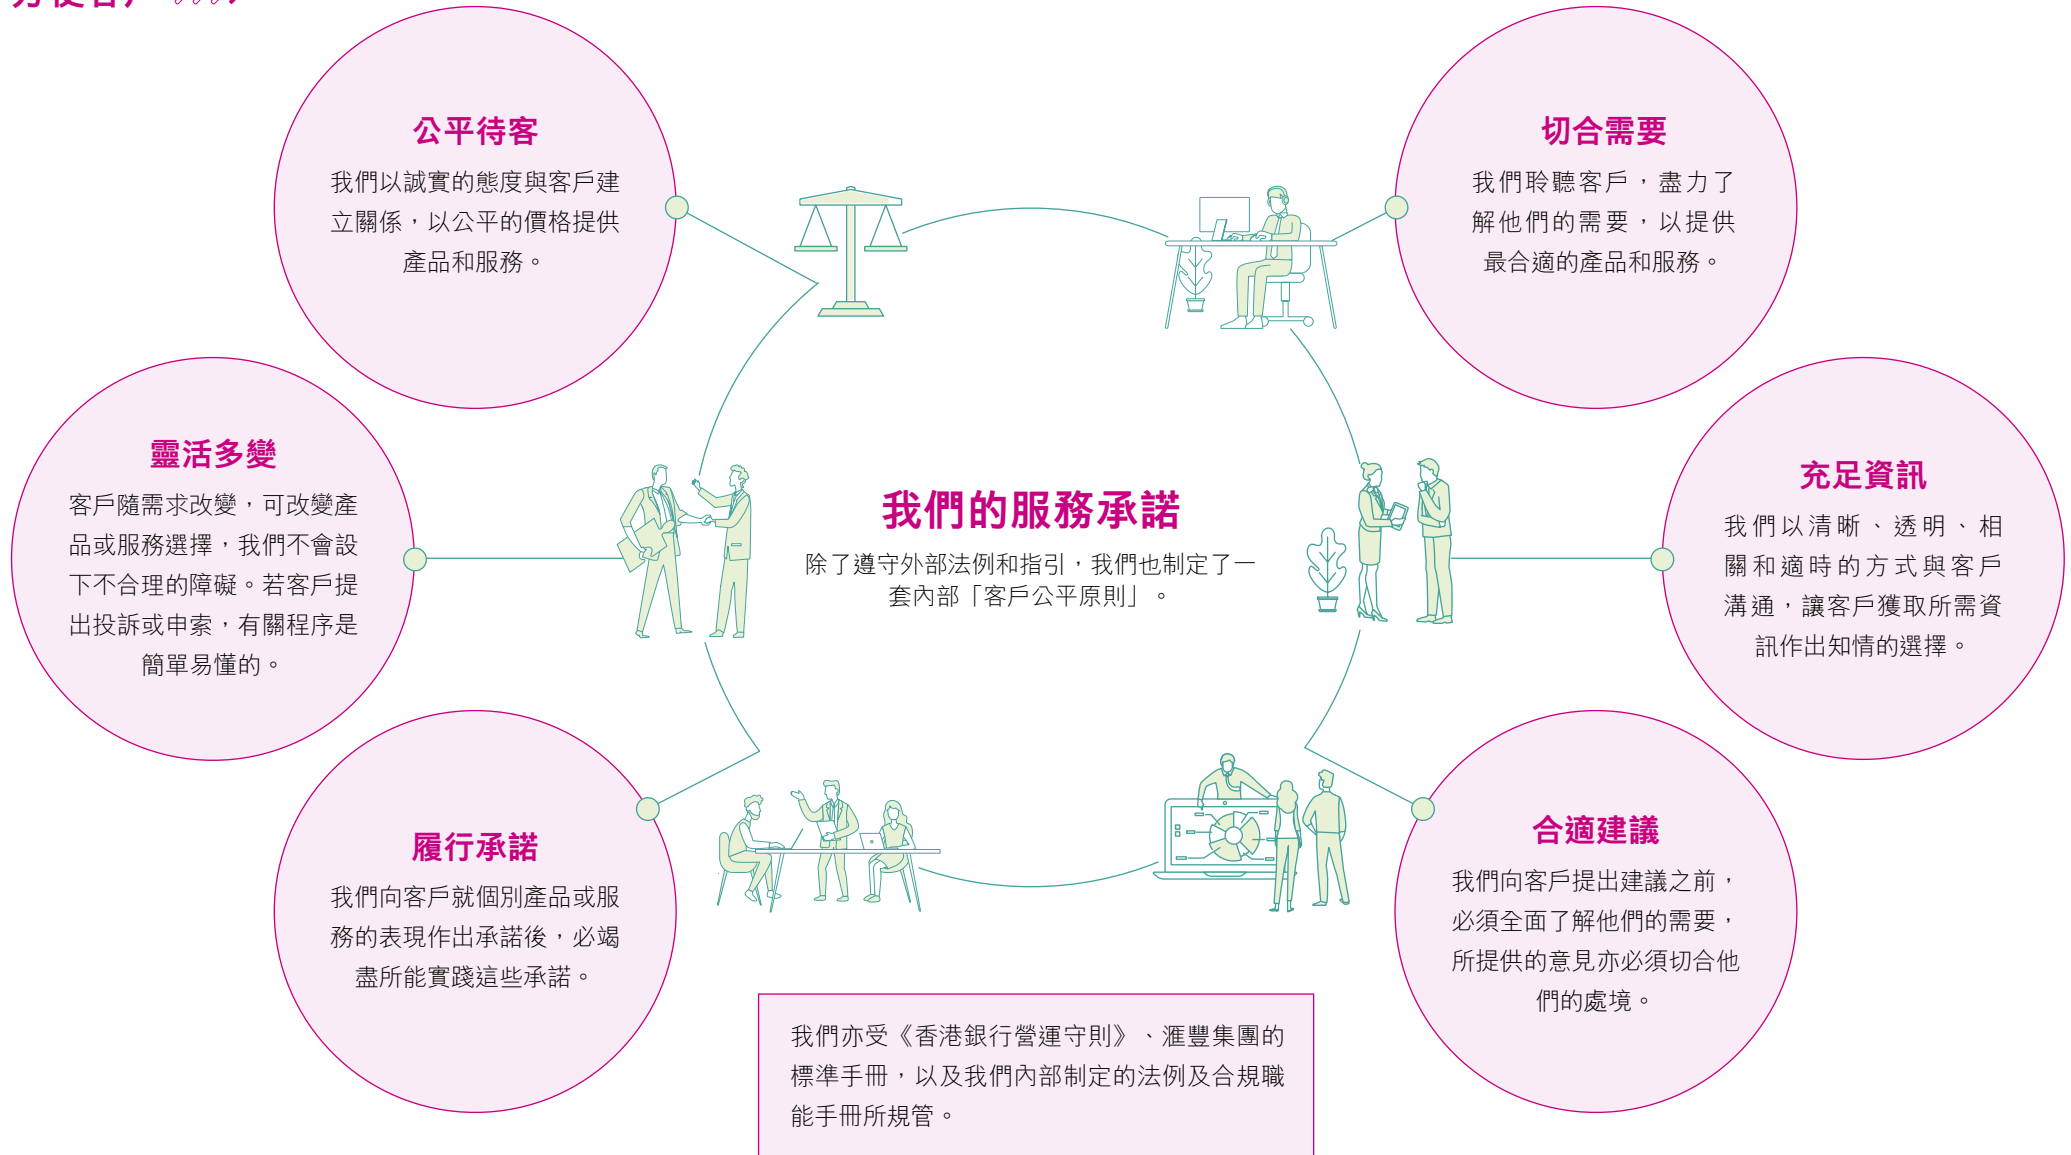 公平待客
我們以誠實的態度與客戶建
立關係，以公平的價格提供
產品和服務。
切合需要
我們聆聽客戶，盡力了
解他們的需要，以提供
最合適的產品和服務。
靈活多變
客戶隨需求改變，可改變產
品或服務選擇，我們不會設
下不合理的障礙。若客戶提
出投訴或申索，有關程序是
簡單易懂的。
我們的服務承諾
除了遵守外部法例和指引，我們也制定了一
套內部「客戶公平原則」。
充足資訊
我們以清晰、透明、相
關和適時的方式與客戶
溝通，讓客戶獲取所需資
訊作出知情的選擇。
履行承諾
我們向客戶就個別產品或服
務的表現作出承諾後，必竭
盡所能實踐這些承諾。
合適建議
我們向客戶提出建議之前，
必須全面了解他們的需要，
所提供的意見亦必須切合他
們的處境。
我們亦受《香港銀行營運守則》、滙豐集團的
標準手冊，以及我們內部制定的法例及合規職
能手冊所規管。